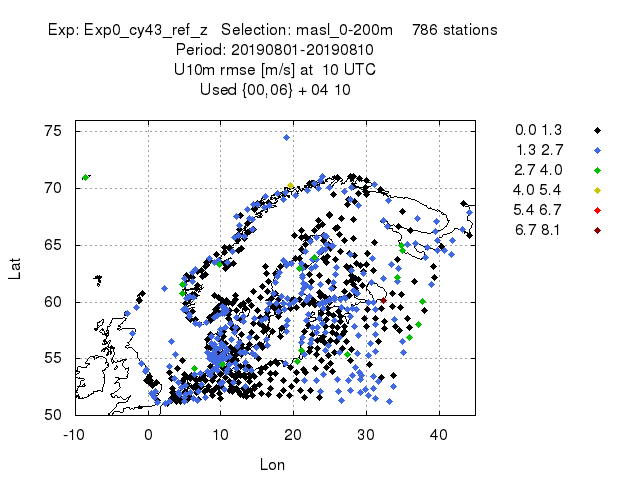 Exp: Exp0_cy43_ref_z   Selection: masl_0-200m    786 stations
Period: 20190801-20190810
U10m rmse [m/s] at  10 UTC
Used {00,06} + 04 10
0.0 1.3
1.3 2.7
2.7 4.0
4.0 5.4
5.4 6.7
6.7 8.1
Lat
75
70
65
60
55
50
-10 0 10 20 30 40
Lon